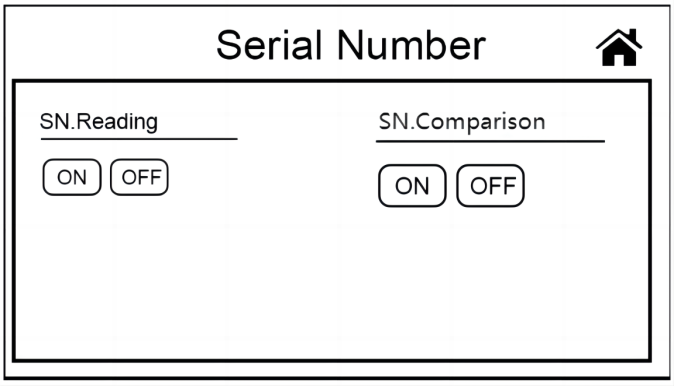 Serial Number
SN.Reading
ON OFF
SN.Comparison
ON OFF